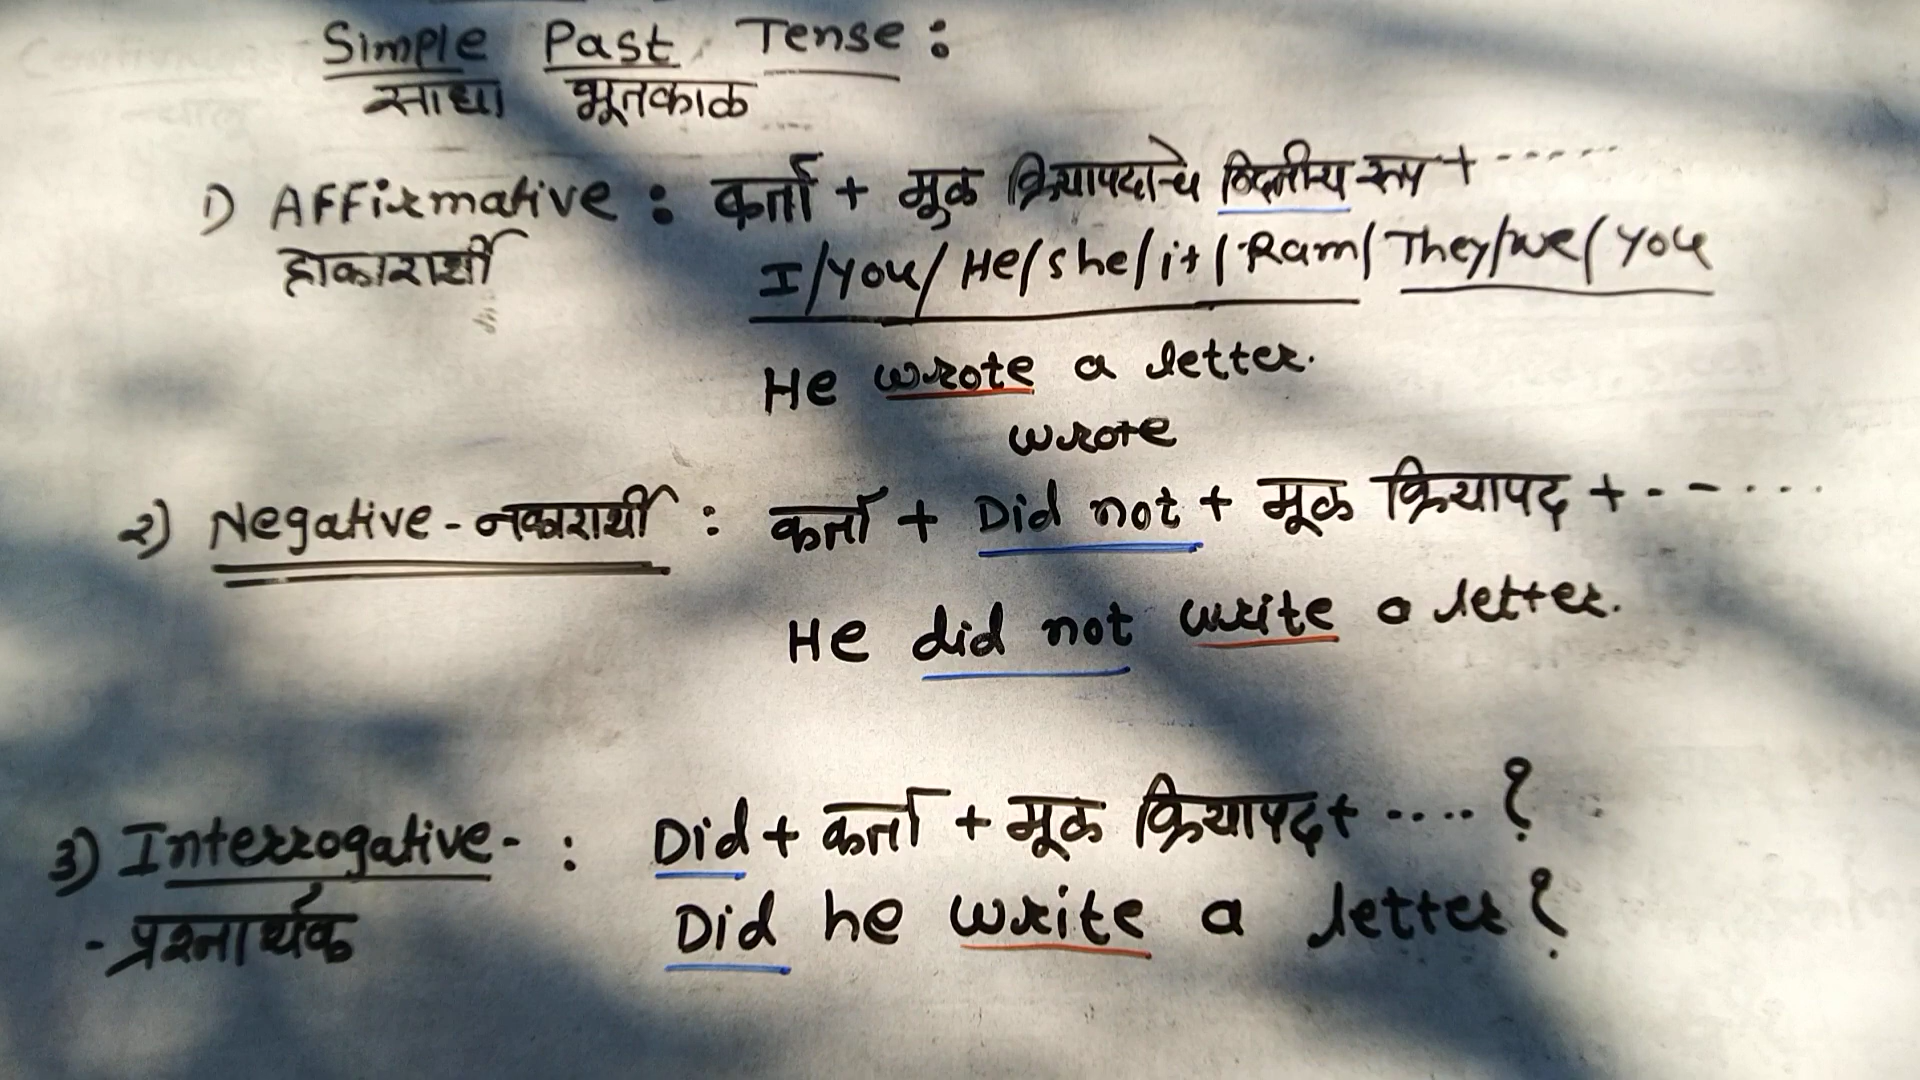 Simple Past Tense :
साधा भूतकाळ
1) Affirmative : कर्ता + मूळ क्रियापदाचे व्दितीय रूप + ......
होकारार्थी
I/You/ He/she/it/ Ram/ They/we/ You
He wrote a letter.
wrote
२) Negative - नकारार्थी : कर्ता + Did not + मूळ क्रियापद + ......
He did not write a letter.
3) Interrogative - : Did + कर्ता + मूळ क्रियापद + .... ?
- प्रश्नार्थक
Did he write a letter?